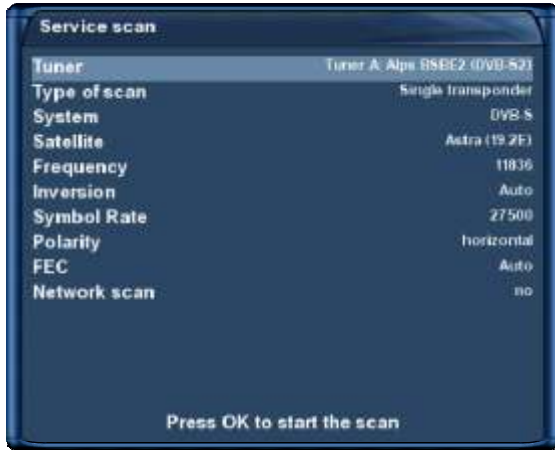 Service scan
Tuner Tuner A: Alps BSBE2 (DVB-S2)
Type of scan Single transponder
System DVB-S
Satellite Astra (19.2E)
Frequency 11836
Inversion Auto
Symbol Rate 27500
Polarity horizontal
FEC Auto
Network scan no
Press OK to start the scan